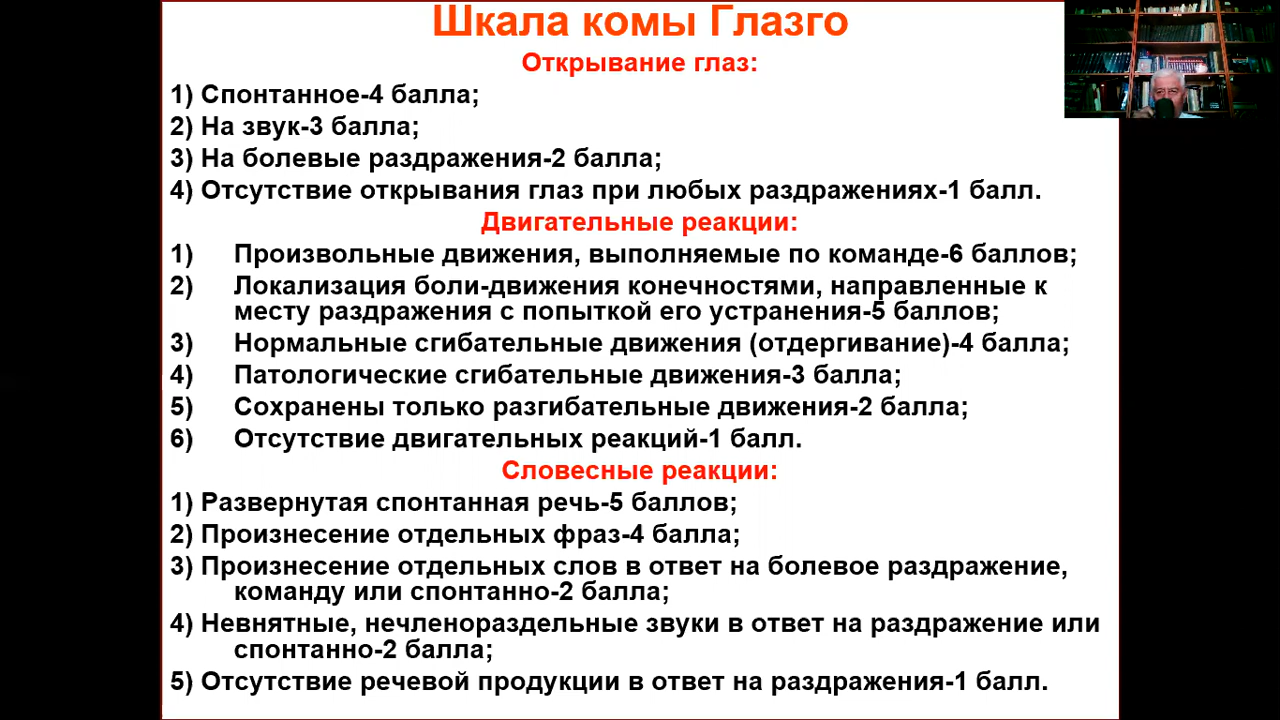 Шкала комы Глазго
Открывание глаз:
1) Спонтанное-4 балла;
2) На звук-3 балла;
3) На болевые раздражения-2 балла;
4) Отсутствие открывания глаз при любых раздражениях-1 балл.
Двигательные реакции:
1) Произвольные движения, выполняемые по команде-6 баллов;
2) Локализация боли-движения конечностями, направленные к
месту раздражения с попыткой его устранения-5 баллов;
3) Нормальные сгибательные движения (отдергивание)-4 балла;
4) Патологические сгибательные движения-3 балла;
5) Сохранены только разгибательные движения-2 балла;
6) Отсутствие двигательных реакций-1 балл.
Словесные реакции:
1) Развернутая спонтанная речь-5 баллов;
2) Произнесение отдельных фраз-4 балла;
3) Произнесение отдельных слов в ответ на болевое раздражение,
команду или спонтанно-2 балла;
4) Невнятные, нечленораздельные звуки в ответ на раздражение или
спонтанно-2 балла;
5) Отсутствие речевой продукции в ответ на раздражения-1 балл.